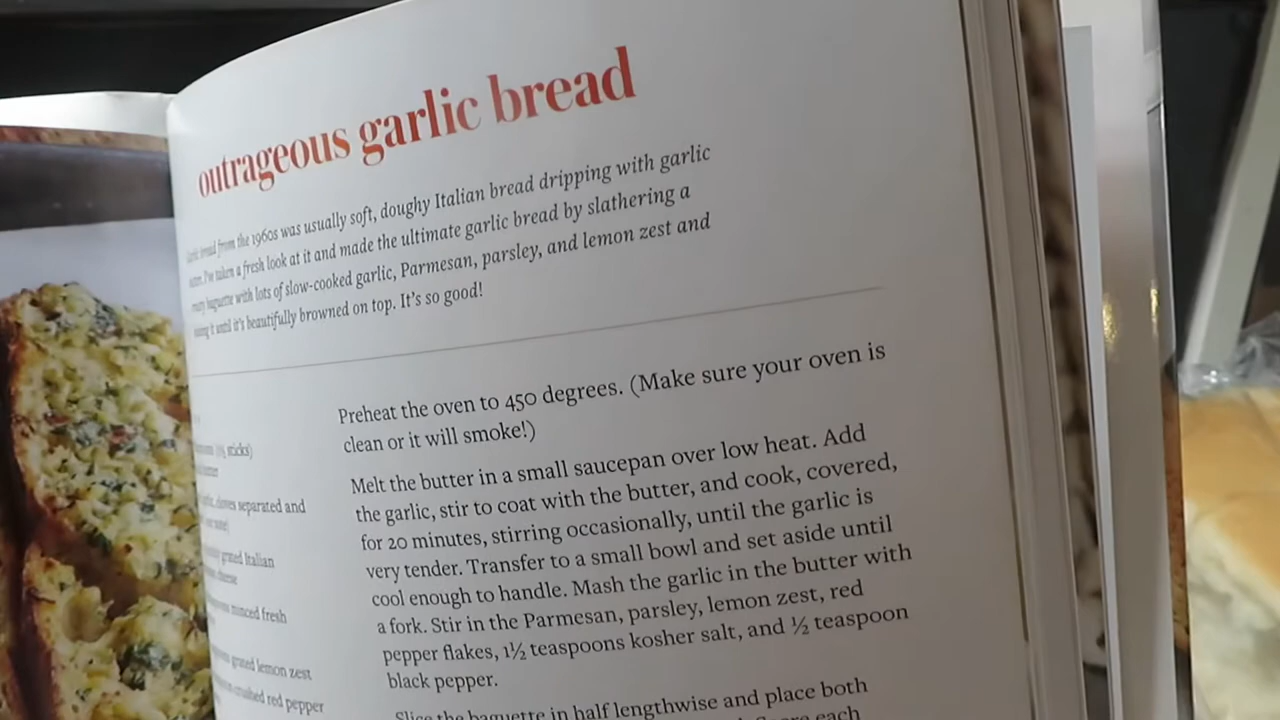 outrageous garlic bread
bread from the 1960s was usually soft, doughy Italian bread dripping with garlic
I've taken a fresh look at it and made the ultimate garlic bread by slathering a
baguette with lots of slow-cooked garlic, Parmesan, parsley, and lemon zest and
it until it's beautifully browned on top. It's so good!
sticks)
butter
cloves separated and
grated Italian
cheese
minced fresh
grated lemon zest
crushed red pepper
Preheat the oven to 450 degrees. (Make sure your oven is
clean or it will smoke!)
Melt the butter in a small saucepan over low heat. Add
the garlic, stir to coat with the butter, and cook, covered,
for 20 minutes, stirring occasionally, until the garlic is
very tender. Transfer to a small bowl and set aside until
cool enough to handle. Mash the garlic in the butter with
a fork. Stir in the Parmesan, parsley, lemon zest, red
pepper flakes, 1½ teaspoons kosher salt, and ½ teaspoon
black pepper.
Slice the baguette in half lengthwise and place both
each